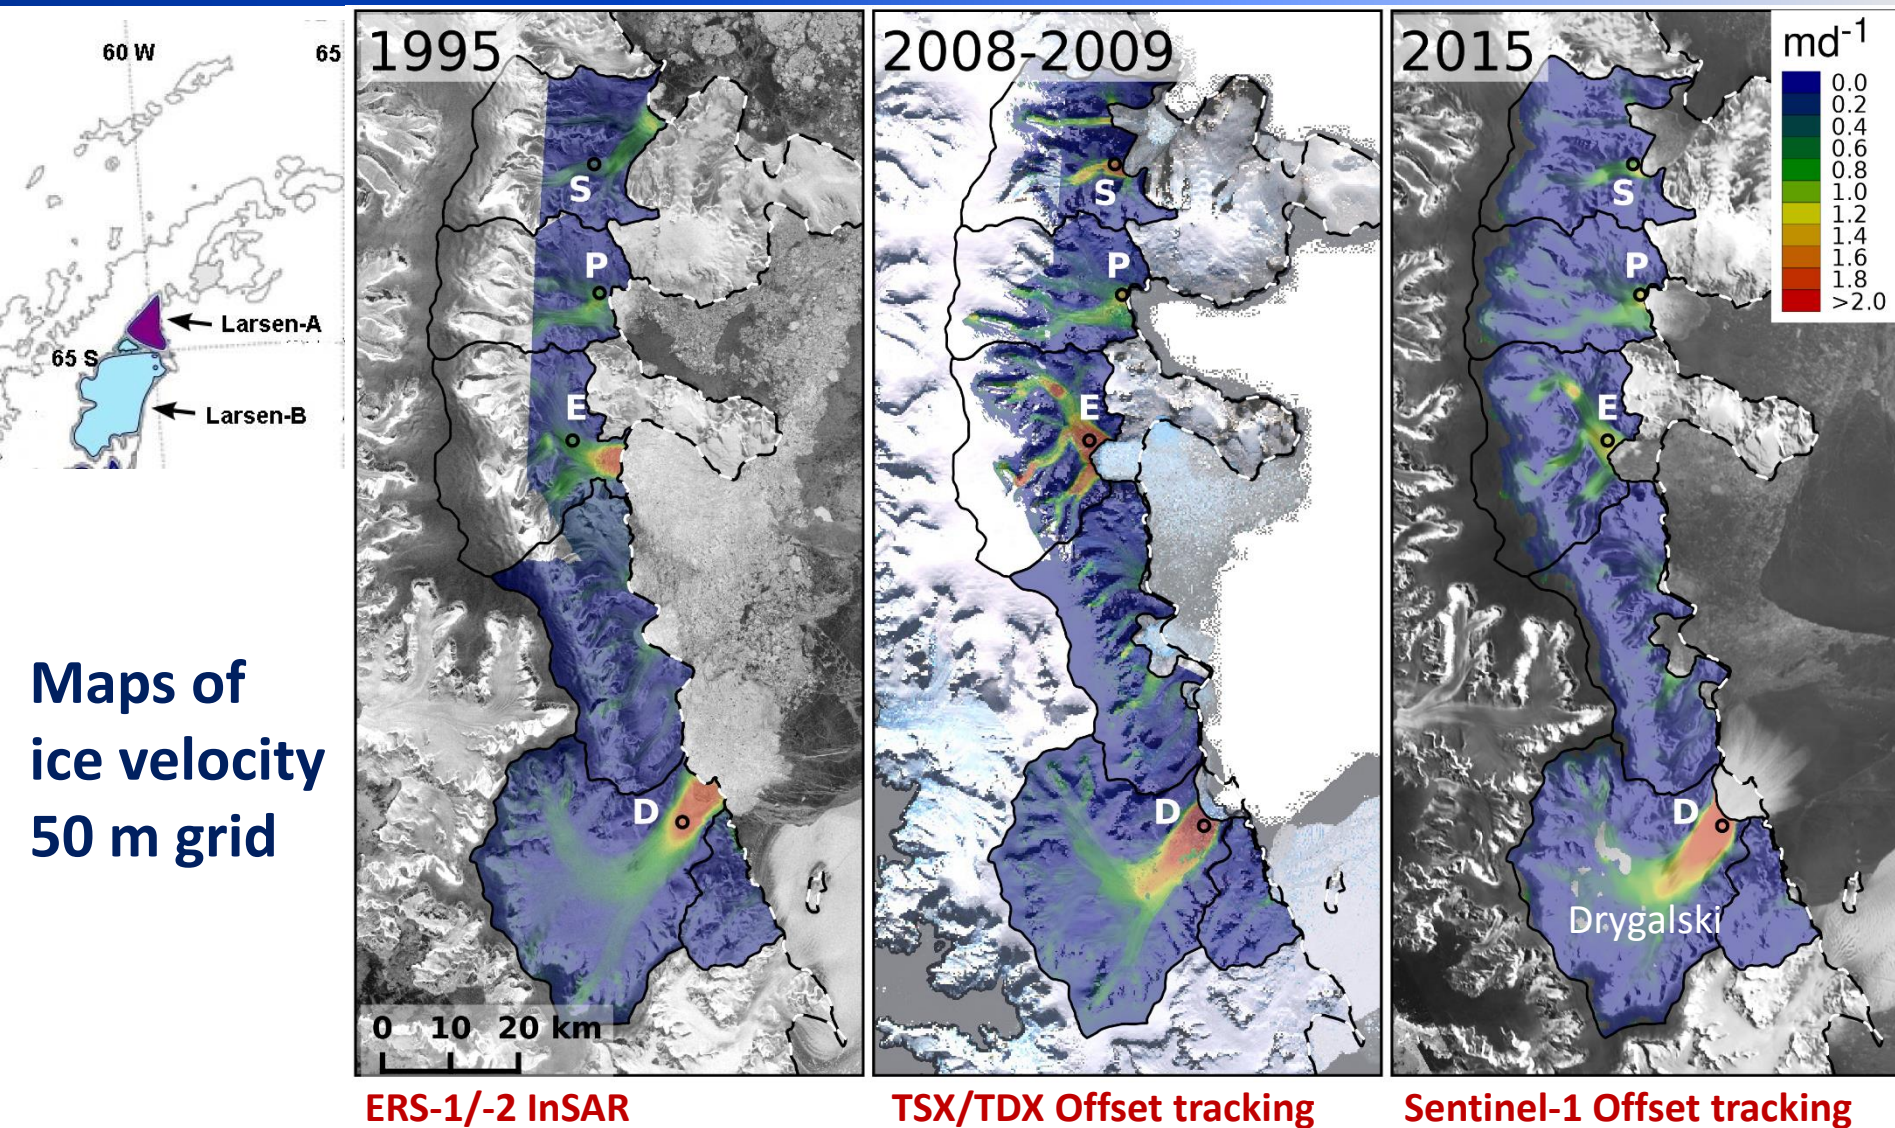 60 W
65
65 S
Larsen-A
Larsen-B
Maps of
ice velocity
50 m grid
1995
S
P
E
D
0 10 20 km
ERS-1/-2 InSAR
2008-2009
S
P
E
D
TSX/TDX Offset tracking
2015
S
P
E
D
Drygalski
Sentinel-1 Offset tracking
md-1
0.0
0.2
0.4
0.6
0.8
1.0
1.2
1.4
1.6
1.8
>2.0